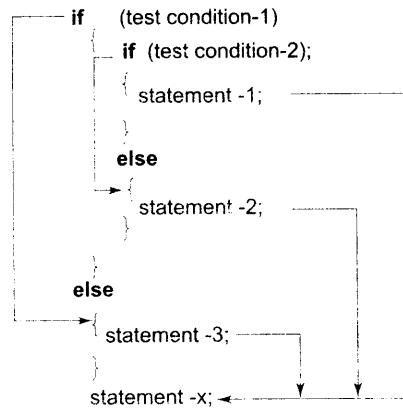 if (test condition-1)
{
if (test condition-2);
{
statement -1;
}
else
{
statement -2;
}
}
else
{
statement -3;
}
statement -x;